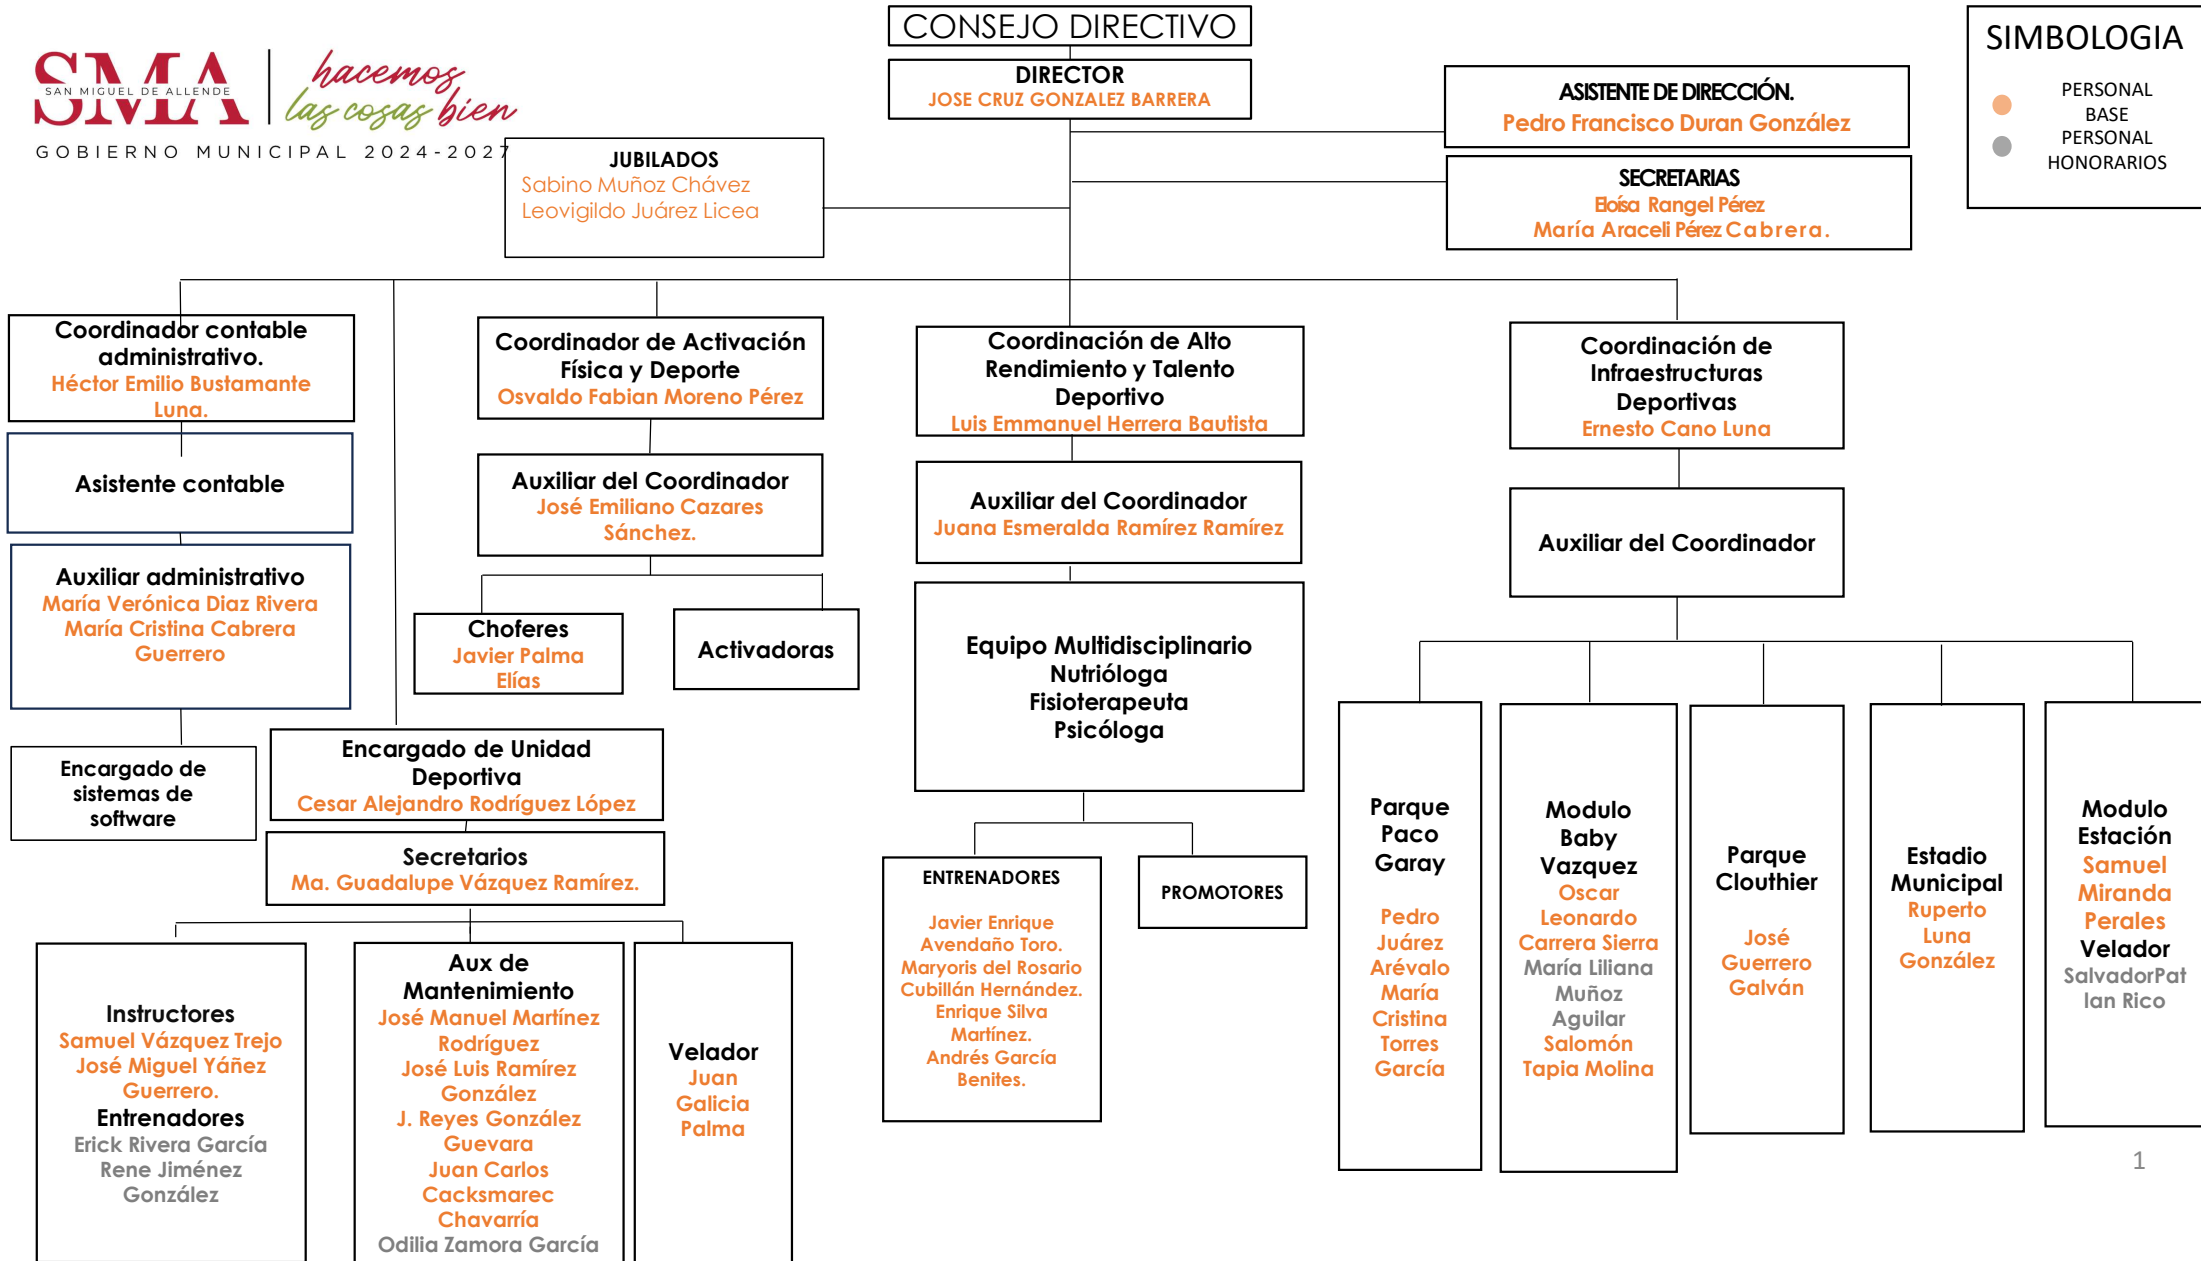 CONSEJO DIRECTIVO
DIRECTOR
JOSE CRUZ GONZALEZ BARRERA
SMA
SAN MIGUEL DE ALLENDE
hacemos
las cosas bien
GOBIERNO MUNICIPAL 2024-2027
SIMBOLOGIA
PERSONAL
BASE
PERSONAL
HONORARIOS
ASISTENTE DE DIRECCIÓN.
Pedro Francisco Duran González
SECRETARIAS
Eloísa Rangel Pérez
María Araceli Pérez Cabrera.
JUBILADOS
Sabino Muñoz Chávez
Leovigildo Juárez Licea
Coordinador contable
administrativo.
Héctor Emilio Bustamante
Luna.
Asistente contable
Auxiliar administrativo
María Verónica Diaz Rivera
María Cristina Cabrera
Guerrero
Encargado de
sistemas de
software
Coordinador de Activación
Física y Deporte
Osvaldo Fabian Moreno Pérez
Auxiliar del Coordinador
José Emiliano Cazares
Sánchez.
Choferes
Javier Palma
Elías
Activadoras
Encargado de Unidad
Deportiva
Cesar Alejandro Rodríguez López
Secretarios
Ma. Guadalupe Vázquez Ramírez.
Instructores
Samuel Vázquez Trejo
José Miguel Yáñez
Guerrero.
Entrenadores
Erick Rivera García
Rene Jiménez
González
Aux de
Mantenimiento
José Manuel Martínez
Rodríguez
José Luis Ramírez
González
J. Reyes González
Guevara
Juan Carlos
Cacksmarec
Chavarría
Odilia Zamora García
Velador
Juan
Galicia
Palma
Coordinación de Alto
Rendimiento y Talento
Deportivo
Luis Emmanuel Herrera Bautista
Auxiliar del Coordinador
Juana Esmeralda Ramírez Ramírez
Equipo Multidisciplinario
Nutrióloga
Fisioterapeuta
Psicóloga
ENTRENADORES
Javier Enrique
Avendaño Toro.
Maryoris del Rosario
Cubillán Hernández.
Enrique Silva
Martínez.
Andrés García
Benites.
PROMOTORES
Coordinación de
Infraestructuras
Deportivas
Ernesto Cano Luna
Auxiliar del Coordinador
Parque
Paco
Garay
Pedro
Juárez
Arévalo
María
Cristina
Torres
García
Modulo
Baby
Vazquez
Oscar
Leonardo
Carrera Sierra
María Liliana
Muñoz
Aguilar
Salomón
Tapia Molina
Parque
Clouthier
José
Guerrero
Galván
Estadio
Municipal
Ruperto
Luna
González
Modulo
Estación
Samuel
Miranda
Perales
Velador
SalvadorPat
lan Rico
1